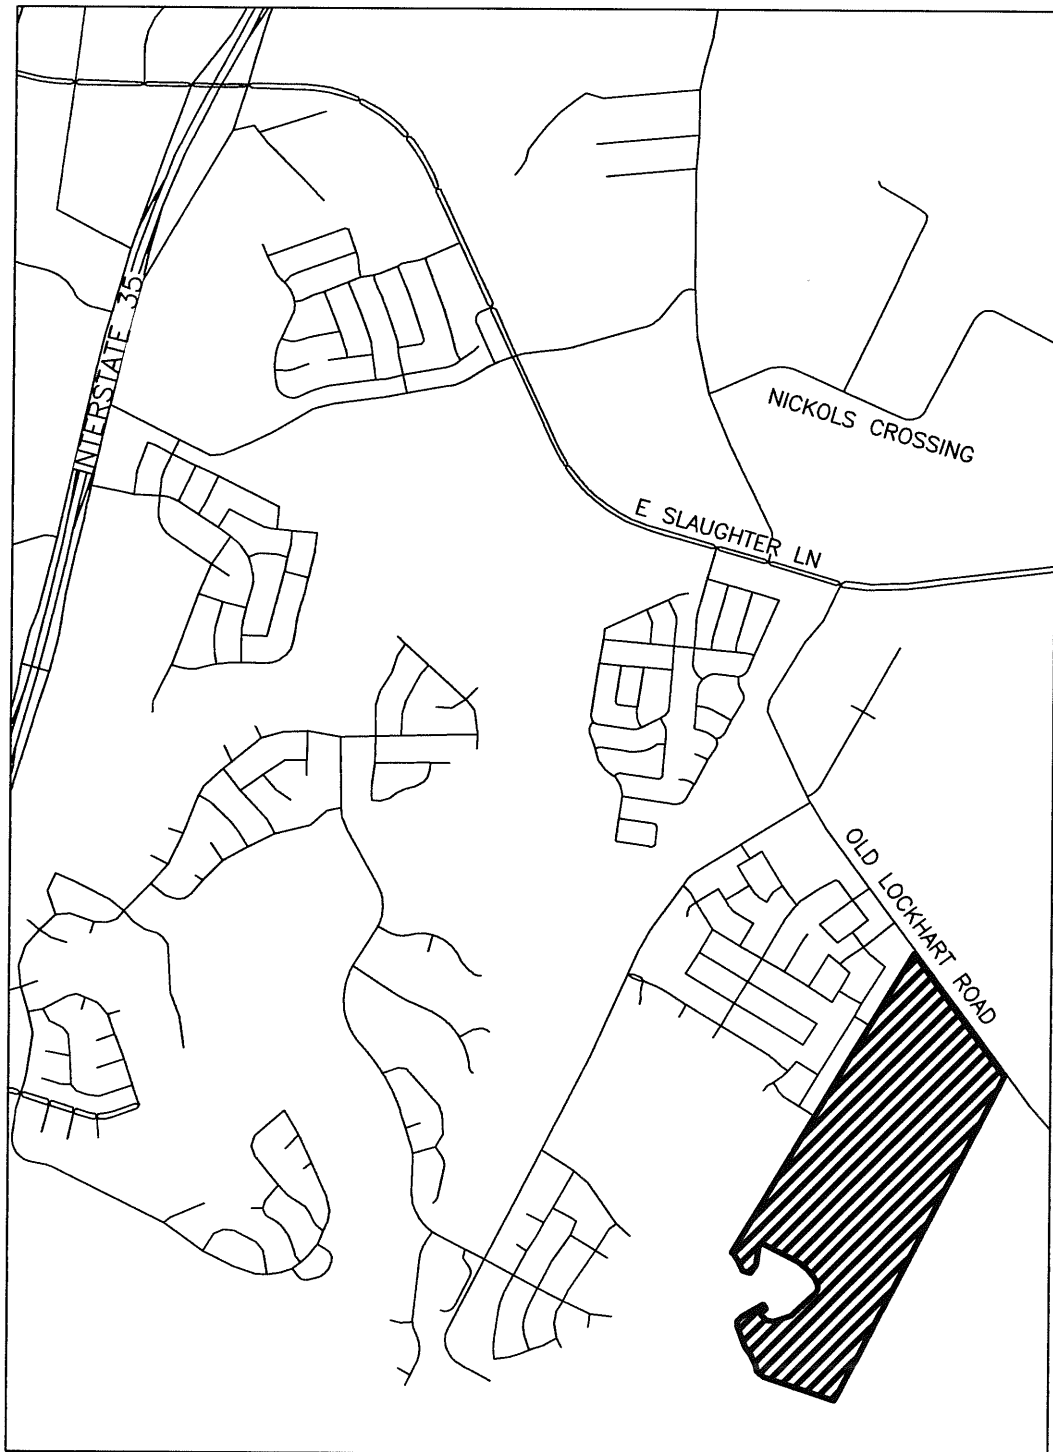 INTERSTATE 35
NICKOLS CROSSING
E SLAUGHTER LN
OLD LOCKHART ROAD